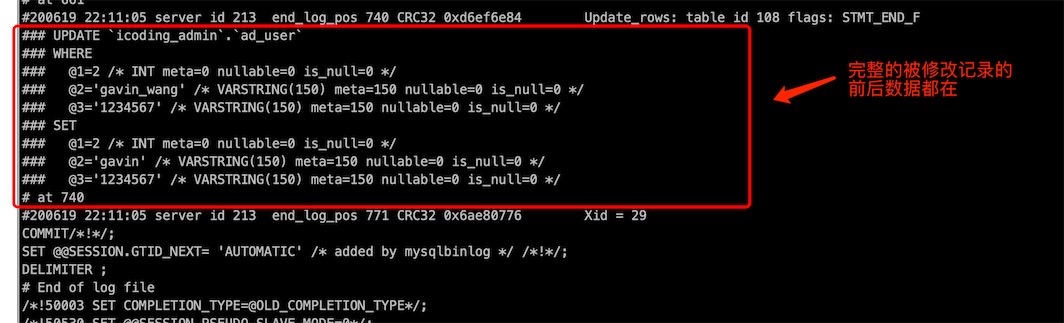 # at 661
#200619 22:11:05 server id 213  end_log_pos 740 CRC32 0xd6ef6e84        Update_rows: table id 108 flags: STMT_END_F
### UPDATE `icoding_admin`.`ad_user`
### WHERE
###   @1=2 /* INT meta=0 nullable=0 is_null=0 */
###   @2='gavin_wang' /* VARSTRING(150) meta=150 nullable=0 is_null=0 */
###   @3='1234567' /* VARSTRING(150) meta=150 nullable=0 is_null=0 */
### SET
###   @1=2 /* INT meta=0 nullable=0 is_null=0 */
###   @2='gavin' /* VARSTRING(150) meta=150 nullable=0 is_null=0 */
###   @3='1234567' /* VARSTRING(150) meta=150 nullable=0 is_null=0 */
# at 740
完整的被修改记录的
前后数据都在
#200619 22:11:05 server id 213  end_log_pos 771 CRC32 0x6ae80776        Xid = 29
COMMIT/*!*/;
SET @@SESSION.GTID_NEXT= 'AUTOMATIC' /* added by mysqlbinlog */ /*!*/;
DELIMITER ;
# End of log file
/*!50003 SET COMPLETION_TYPE=@OLD_COMPLETION_TYPE*/;
/*!50530 SET @@SESSION.PSEUDO_SLAVE_MODE=0*/;